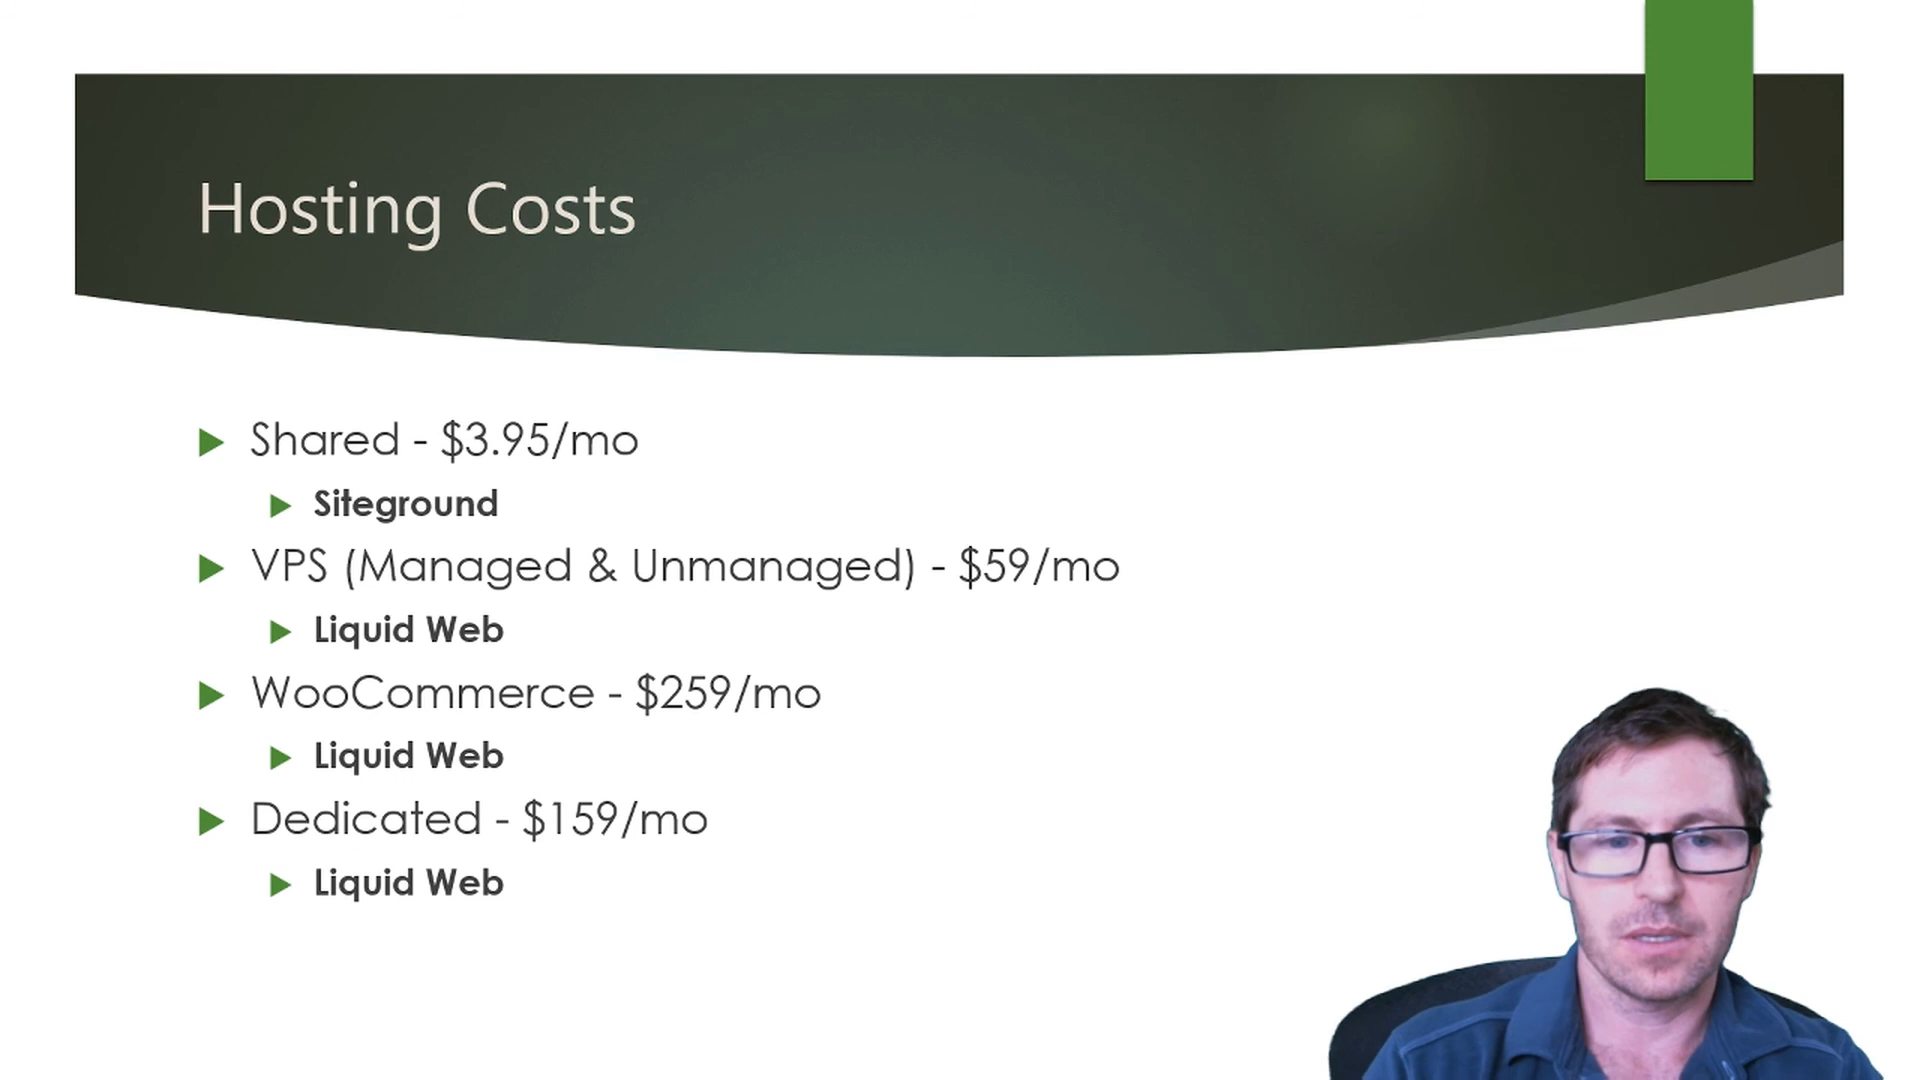 Hosting Costs
Shared - $3.95/mo
Siteground
VPS (Managed & Unmanaged) - $59/mo
Liquid Web
WooCommerce - $259/mo
Liquid Web
Dedicated - $159/mo
Liquid Web